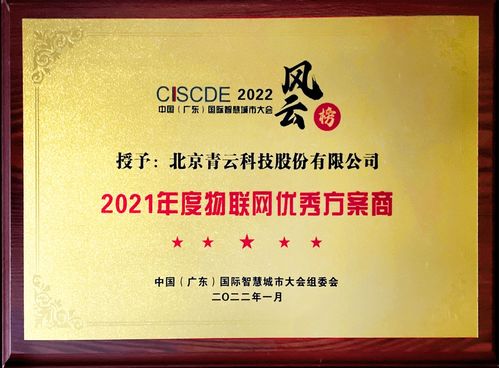 CISCDE 2022
中国（广东）国际智慧城市大会
风云榜
授予：北京青云科技股份有限公司
2021年度物联网优秀方案商
中国（广东）国际智慧城市大会组委会
二〇二二年一月